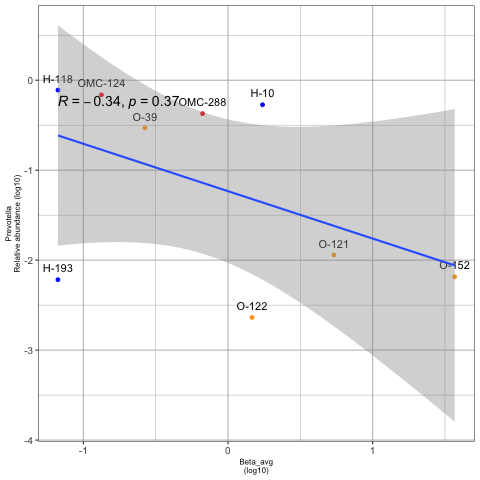 0
-1
-2
-3
-4
Prevotella
Relative abundance (log10)
H-118
OMC-124
R = −0.34, p = 0.37
OMC-288
H-10
O-39
O-121
O-152
H-193
O-122
-1
0
1
Beta_avg
(log10)